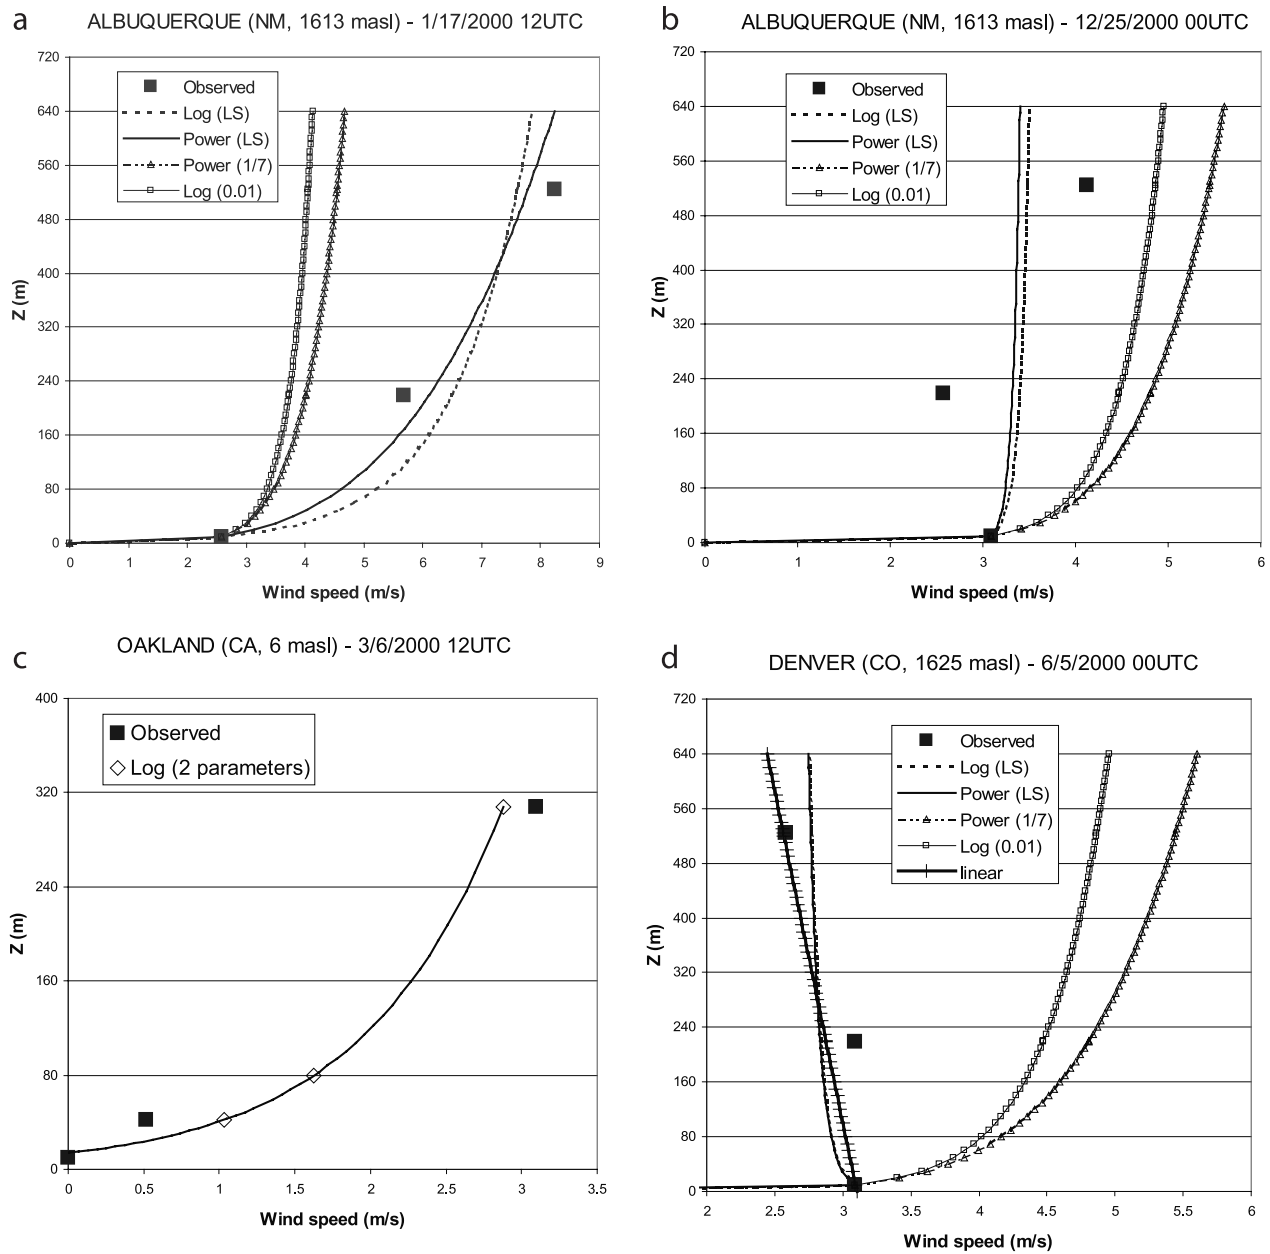 a
ALBUQUERQUE (NM, 1613 masl) - 1/17/2000 12UTC
720
640
560
480
400
320
240
160
80
0
Z (m)
Observed
Log (LS)
Power (LS)
Power (1/7)
Log (0.01)
0 1 2 3 4 5 6 7 8 9
Wind speed (m/s)
b
ALBUQUERQUE (NM, 1613 masl) - 12/25/2000 00UTC
720
640
560
480
400
320
240
160
80
0
Z (m)
Observed
Log (LS)
Power (LS)
Power (1/7)
Log (0.01)
0 1 2 3 4 5 6
Wind speed (m/s)
c
OAKLAND (CA, 6 masl) - 3/6/2000 12UTC
400
320
240
160
80
0
Z (m)
Observed
Log (2 parameters)
0 0.5 1 1.5 2 2.5 3 3.5
Wind speed (m/s)
d
DENVER (CO, 1625 masl) - 6/5/2000 00UTC
720
640
560
480
400
320
240
160
80
0
Z (m)
Observed
Log (LS)
Power (LS)
Power (1/7)
Log (0.01)
linear
2 2.5 3 3.5 4 4.5 5 5.5 6
Wind speed (m/s)